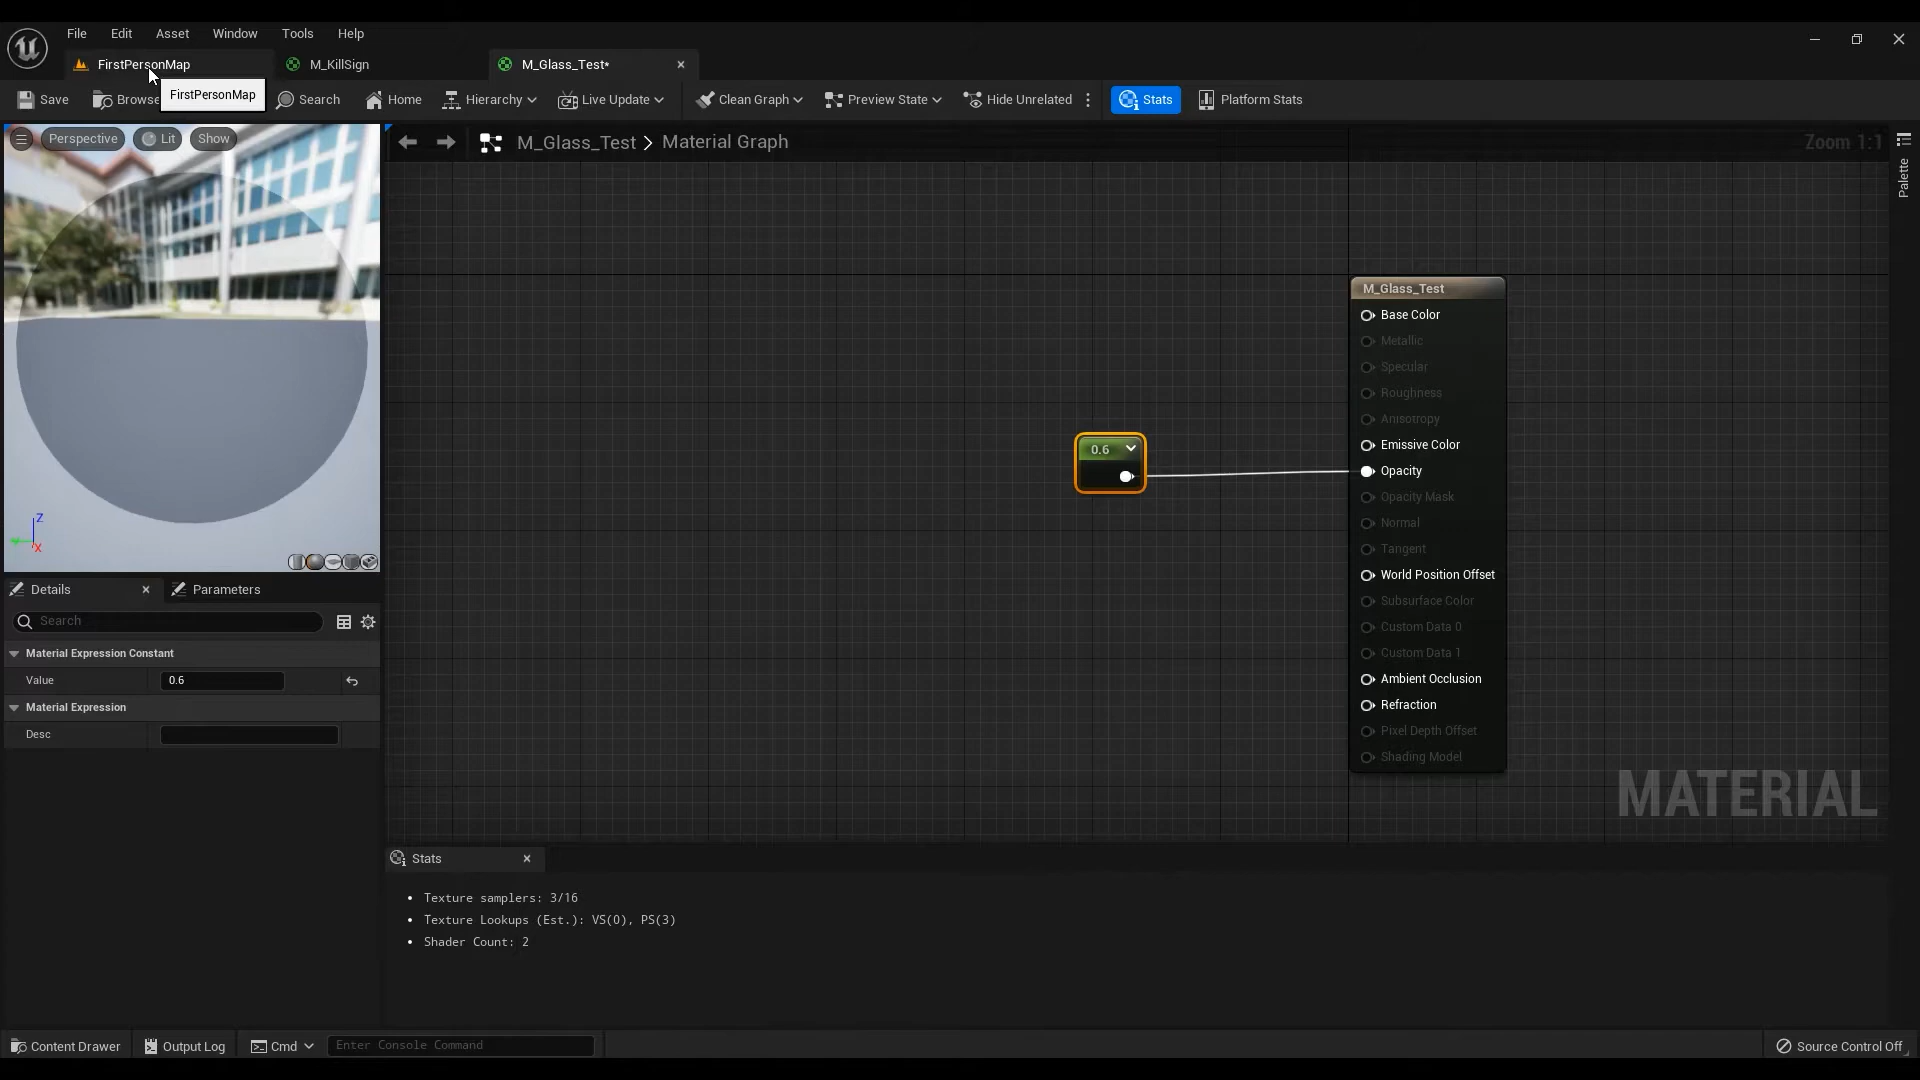 File Edit Asset Window Tools Help
FirstPersonMap M_KillSign M_Glass_Test*
Save Browse FirstPersonMap Search Home Hierarchy Live Update Clean Graph Preview State Hide Unrelated Stats Platform Stats
Perspective Lit Show
M_Glass_Test > Material Graph Zoom 1:1
Palette
M_Glass_Test
Base Color
Metallic
Specular
Roughness
Anisotropy
Emissive Color
0.6
Opacity
Opacity Mask
Normal
Tangent
World Position Offset
Subsurface Color
Custom Data 0
Custom Data 1
Ambient Occlusion
Refraction
Pixel Depth Offset
Shading Model
MATERIAL
Z
X
Details Parameters
Search
Material Expression Constant
Value 0.6
Material Expression
Desc
Stats
• Texture samplers: 3/16
• Texture Lookups (Est.): VS(0), PS(3)
• Shader Count: 2
Content Drawer Output Log Cmd Enter Console Command Source Control Off